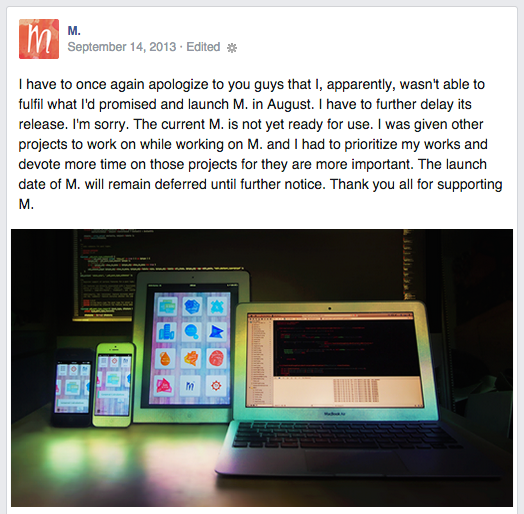 m
M.
September 14, 2013 · Edited
I have to once again apologize to you guys that I, apparently, wasn't able to
fulfil what I'd promised and launch M. in August. I have to further delay its
release. I'm sorry. The current M. is not yet ready for use. I was given other
projects to work on while working on M. and I had to prioritize my works and
devote more time on those projects for they are more important. The launch
date of M. will remain deferred until further notice. Thank you all for supporting
M.
m
MacBook Air